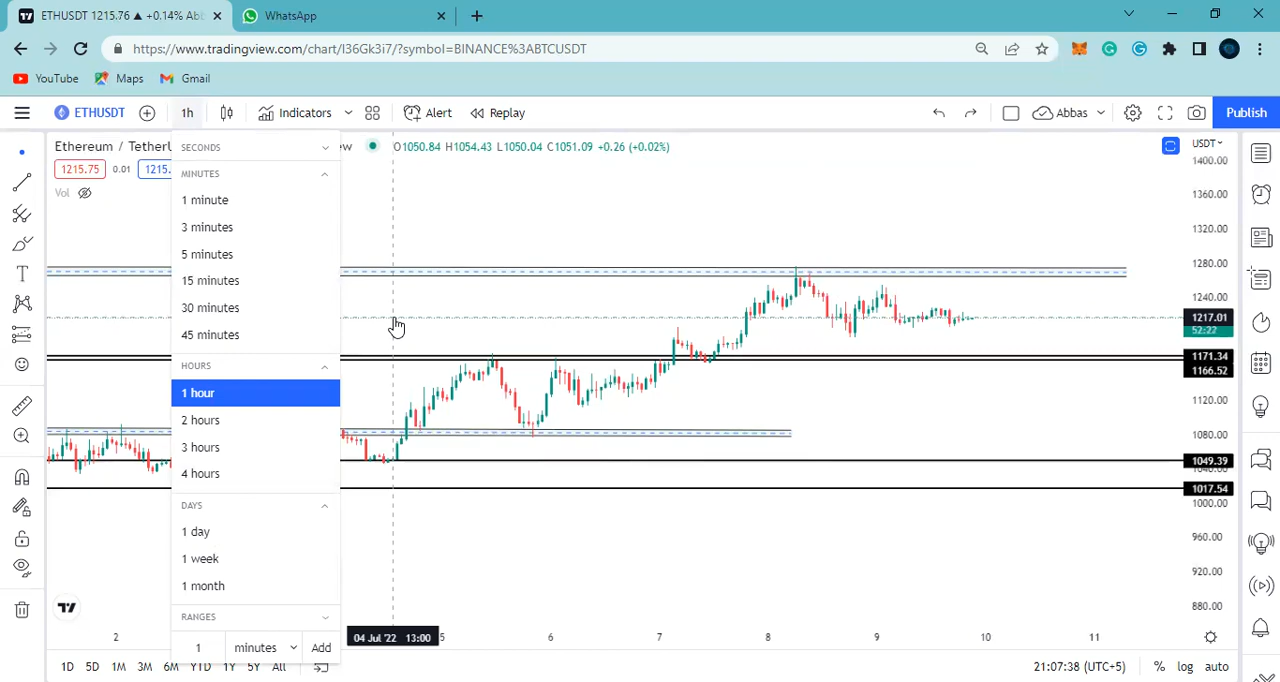 ETHUSDT 1215.76 ▲ +0.14% Ab
WhatsApp
https://www.tradingview.com/chart/I36Gk3i7/?symbol=BINANCE%3ABTCUSDT
YouTube
Maps
Gmail
ETHUSDT
1h
Indicators
Alert
Replay
Abbas
Publish
Ethereum / Tether
ew
O1050.84 H1054.43 L1050.04 C1051.09 +0.26 (+0.02%)
1215.75
0.01
1215.
Vol
SECONDS
MINUTES
1 minute
3 minutes
5 minutes
15 minutes
30 minutes
45 minutes
HOURS
1 hour
2 hours
3 hours
4 hours
DAYS
1 day
1 week
1 month
RANGES
1
minutes
Add
USDT
1400.00
1360.00
1320.00
1280.00
1240.00
1217.01
52:22
1171.34
1166.52
1120.00
1080.00
1049.39
1017.54
1000.00
960.00
920.00
880.00
2
04 Jul '22 13:00
5
6
7
8
9
10
11
1D
5D
1M
3M
6M
YTD
1Y
5Y
All
21:07:38 (UTC+5)
%
log
auto